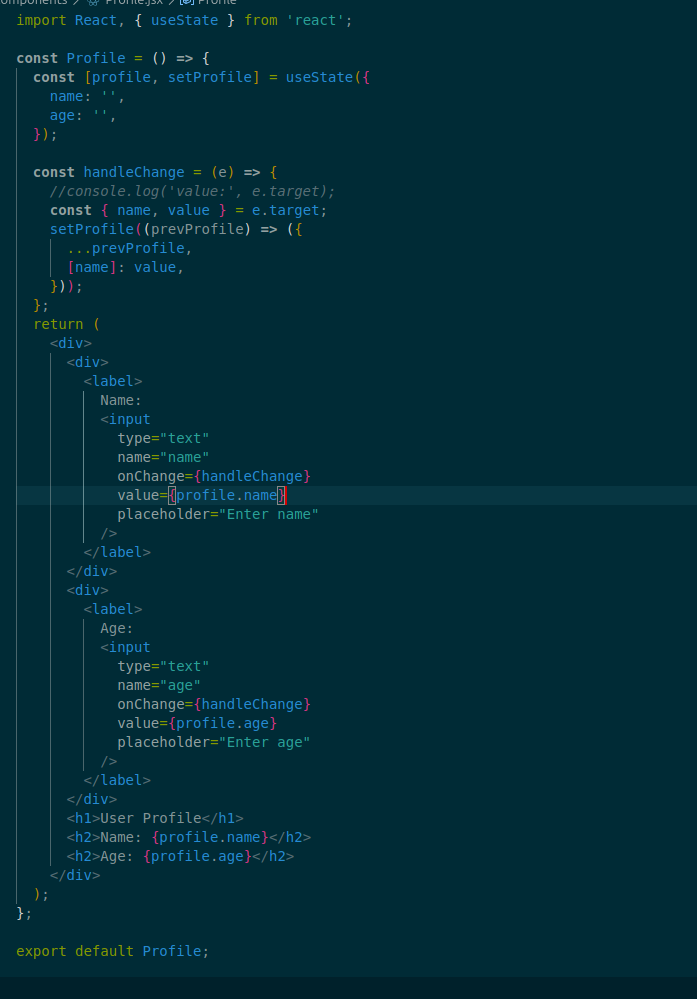 omponents / Profile.jsx / Profile
import React, { useState } from 'react';
const Profile = () => {
const [profile, setProfile] = useState({
name: '',
age: '',
});
const handleChange = (e) => {
//console.log('value:', e.target);
const { name, value } = e.target;
setProfile((prevProfile) => ({
...prevProfile,
[name]: value,
}));
};
return (
<div>
<div>
<label>
Name:
<input
type="text"
name="name"
onChange={handleChange}
value={profile.name}
placeholder="Enter name"
/>
</label>
</div>
<div>
<label>
Age:
<input
type="text"
name="age"
onChange={handleChange}
value={profile.age}
placeholder="Enter age"
/>
</label>
</div>
<h1>User Profile</h1>
<h2>Name: {profile.name}</h2>
<h2>Age: {profile.age}</h2>
</div>
);
};
export default Profile;